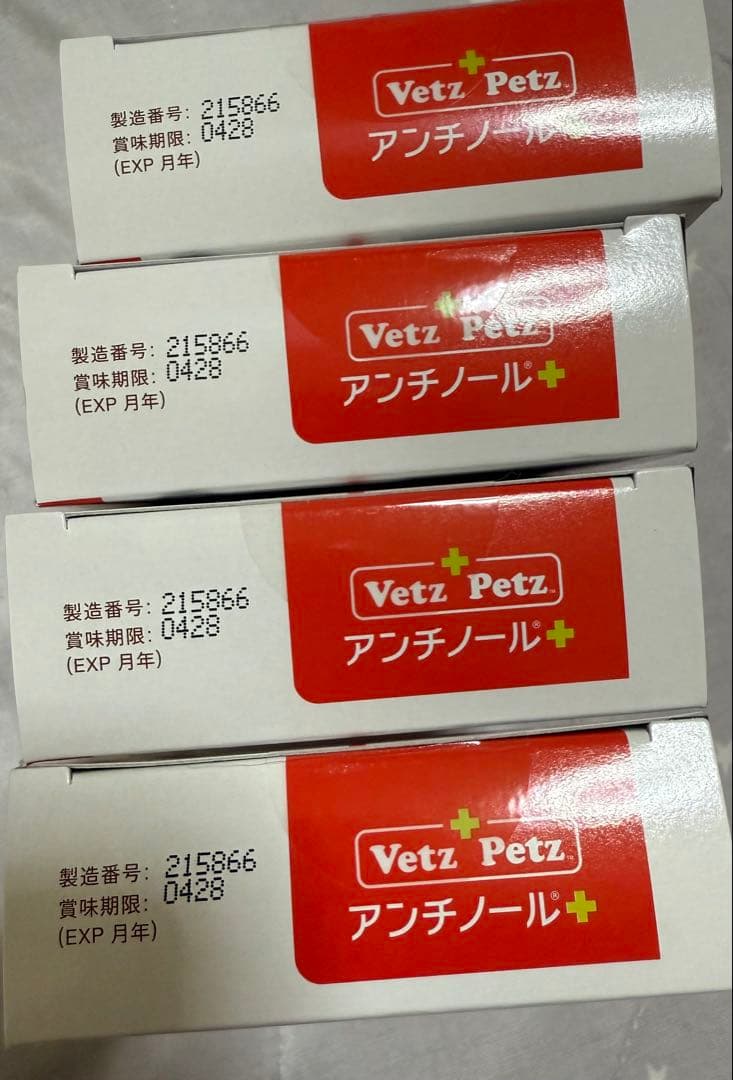 製造番号: 215866
賞味期限: 0428
(EXP 月年)
Vetz Petz
アンチノール
製造番号: 215866
賞味期限: 0428
(EXP 月年)
Vetz Petz
アンチノール®
製造番号: 215866
賞味期限: 0428
(EXP 月年)
Vetz Petz™
アンチノール®
製造番号: 215866
賞味期限: 0428
(EXP 月年)
Vetz Petz™
アンチノール®